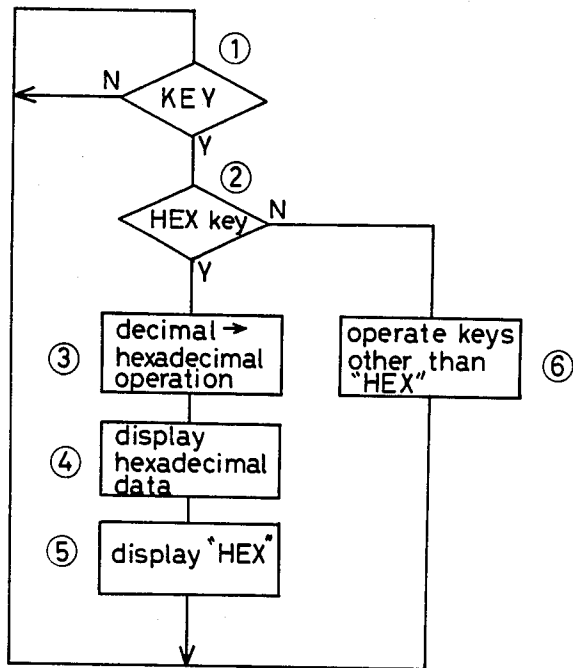 ①
N
KEY
Y
②
HEX key
N
Y
③
decimal →
hexadecimal
operation
operate keys
other than
"HEX"
⑥
④
display
hexadecimal
data
⑤
display "HEX"